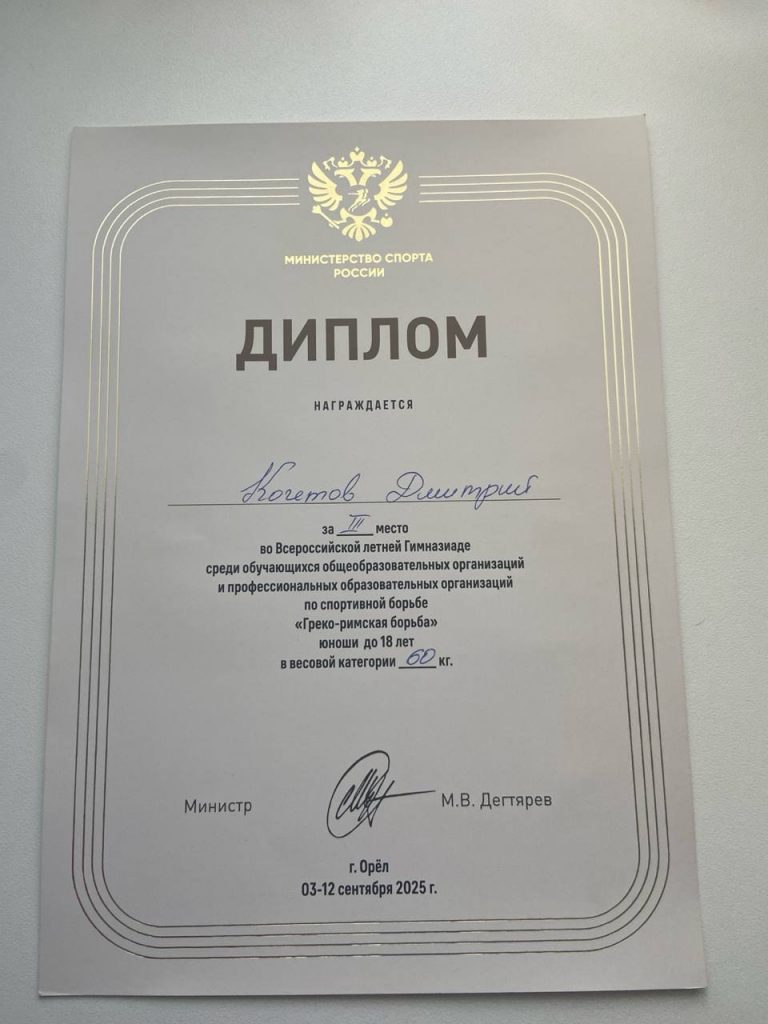 МИНИСТЕРСТВО СПОРТА
РОССИИ
ДИПЛОМ
НАГРАЖДАЕТСЯ
Кочетов Дмитрий
за III место
во Всероссийской летней Гимназиаде
среди обучающихся общеобразовательных организаций
и профессиональных образовательных организаций
по спортивной борьбе
«Греко-римская борьба»
юноши до 18 лет
в весовой категории 60 кг.
Министр М.В. Дегтярев
г. Орёл
03-12 сентября 2025 г.